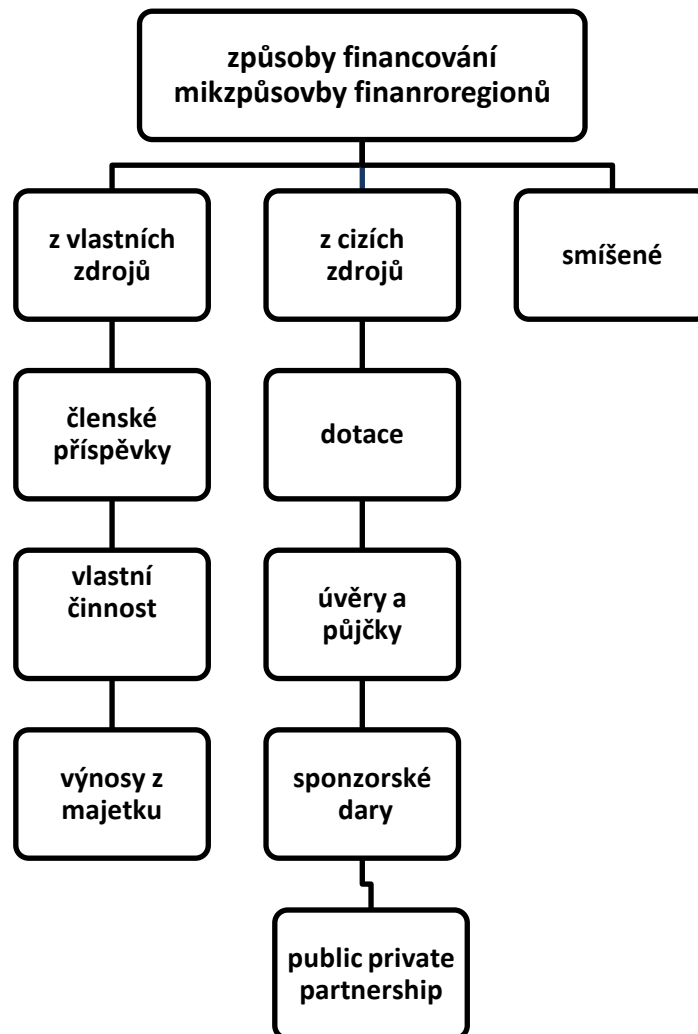 způsoby financování
mikzpůsovby finanroregionů
z vlastních
zdrojů
z cizích
zdrojů
smíšené
členské
příspěvky
dotace
vlastní
činnost
úvěry a
půjčky
výnosy z
majetku
sponzorské
dary
public private
partnership